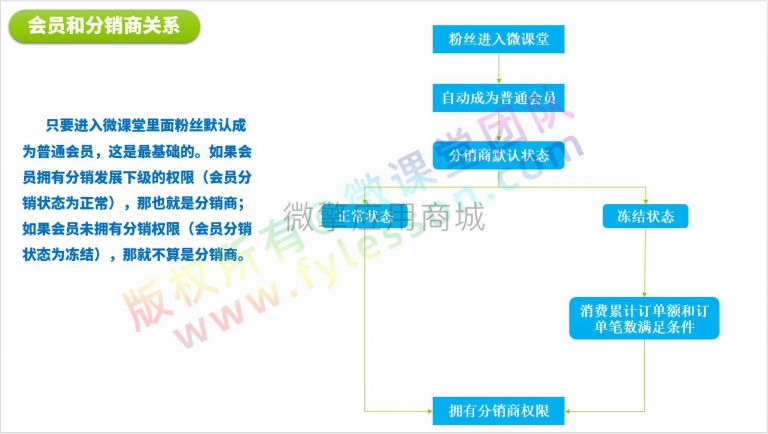 会员和分销商关系
只要进入微课堂里面粉丝默认成
为普通会员，这是最基础的。如果会
员拥有分销发展下级的权限（会员分
销状态为正常），那也就是分销商；
如果会员未拥有分销权限（会员分销
状态为冻结），那就不算是分销商。
粉丝进入微课堂
自动成为普通会员
分销商默认状态
正常状态
冻结状态
消费累计订单额和订
单笔数满足条件
拥有分销商权限
版权所有@微课堂团队
www.fylesson.com
微擎应用商城